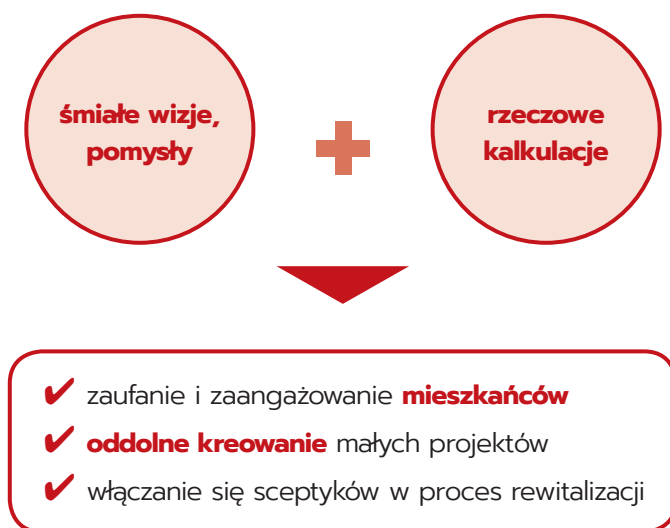 śmiałe wizje,
pomysły
rzeczowe
kalkulacje
zaufanie i zaangażowanie mieszkańców
oddolne kreowanie małych projektów
włączanie się sceptyków w proces rewitalizacji